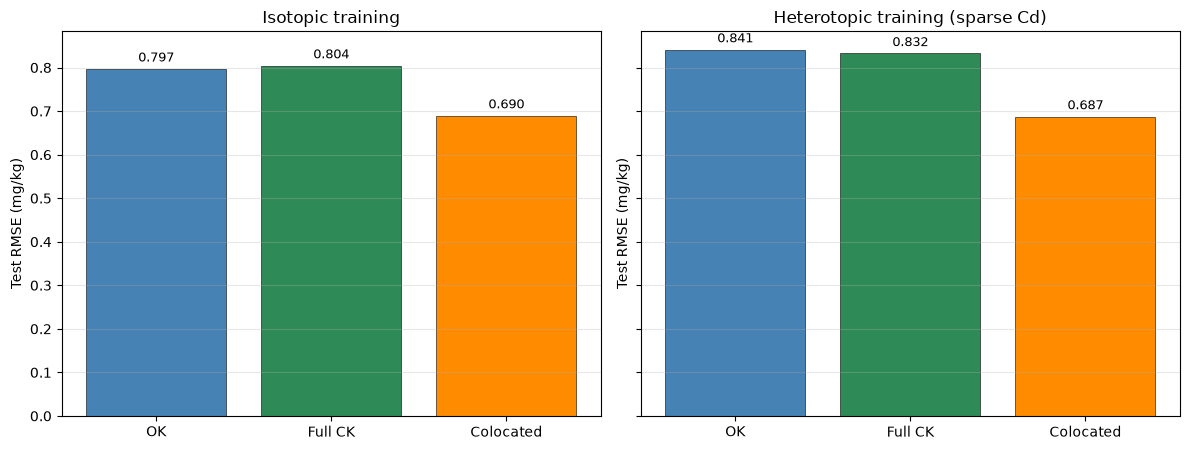 Isotopic training
Test RMSE (mg/kg)
0.8
0.7
0.6
0.5
0.4
0.3
0.2
0.1
0.0
0.797
0.804
0.690
OK
Full CK
Colocated
Heterotopic training (sparse Cd)
Test RMSE (mg/kg)
0.841
0.832
0.687
OK
Full CK
Colocated